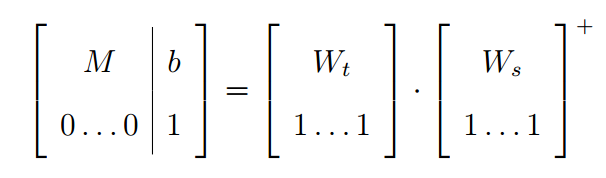 M b = W_t · W_s +
0 … 0 1 1 … 1 1 … 1